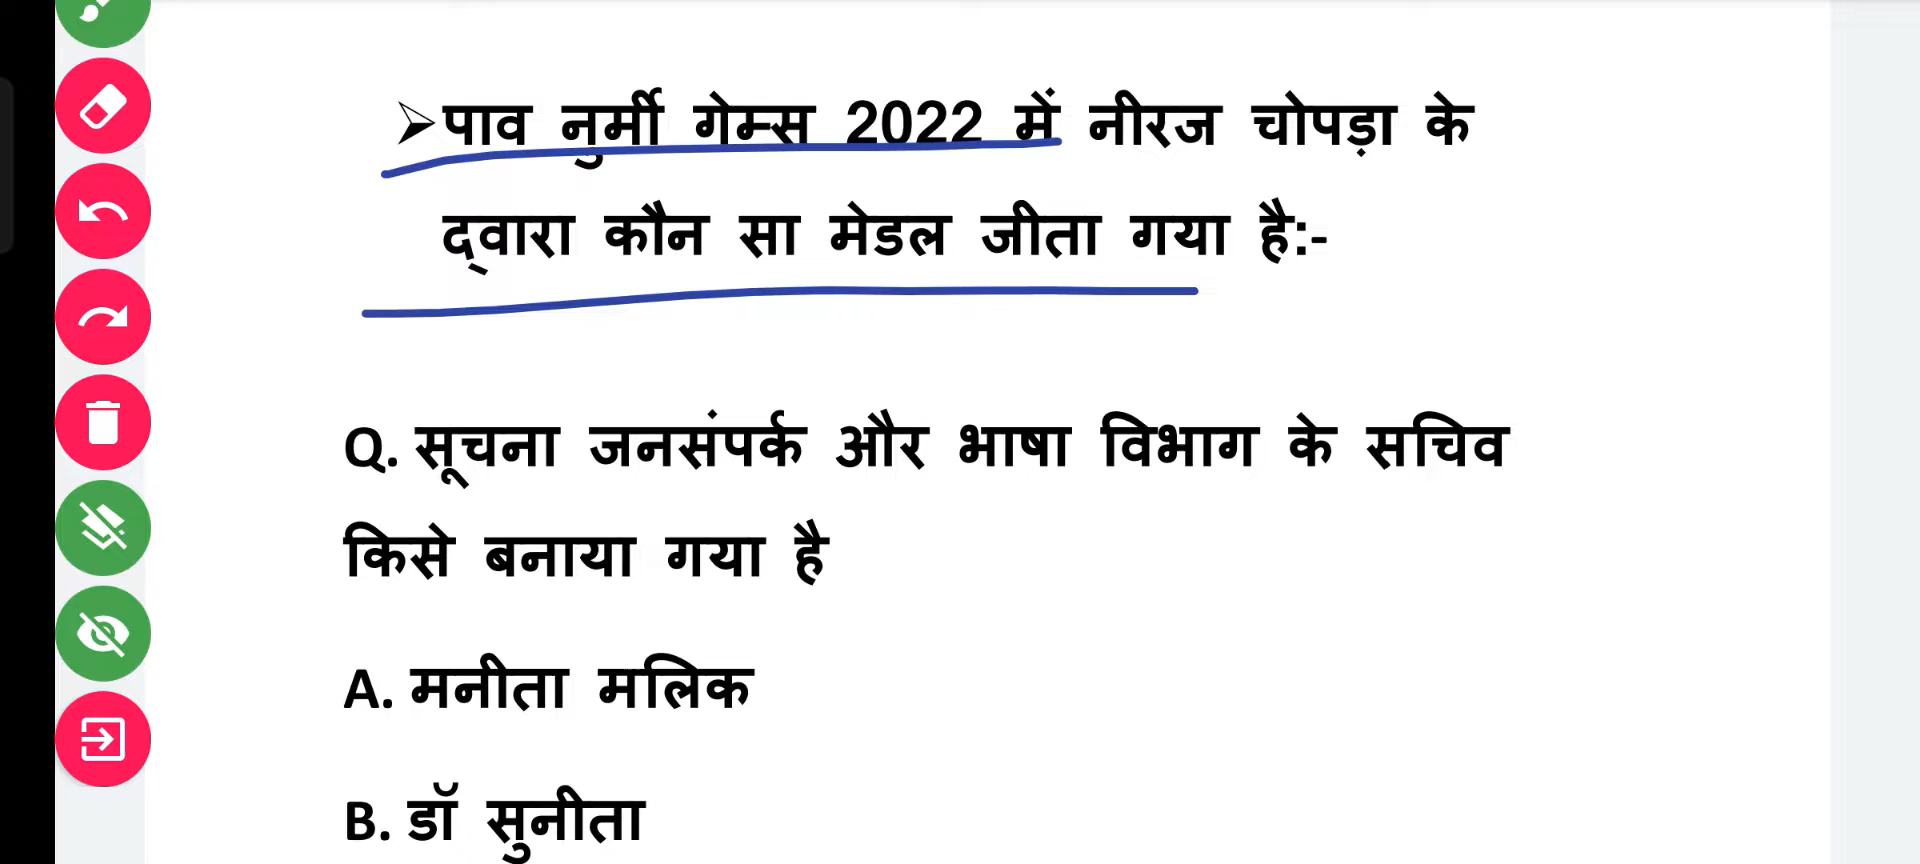 ➢पाव नुर्मी गेम्स 2022 में नीरज चोपड़ा के
द्वारा कौन सा मेडल जीता गया है:-
Q. सूचना जनसंपर्क और भाषा विभाग के सचिव
किसे बनाया गया है
A. मनीता मलिक
B. डॉ सुनीता